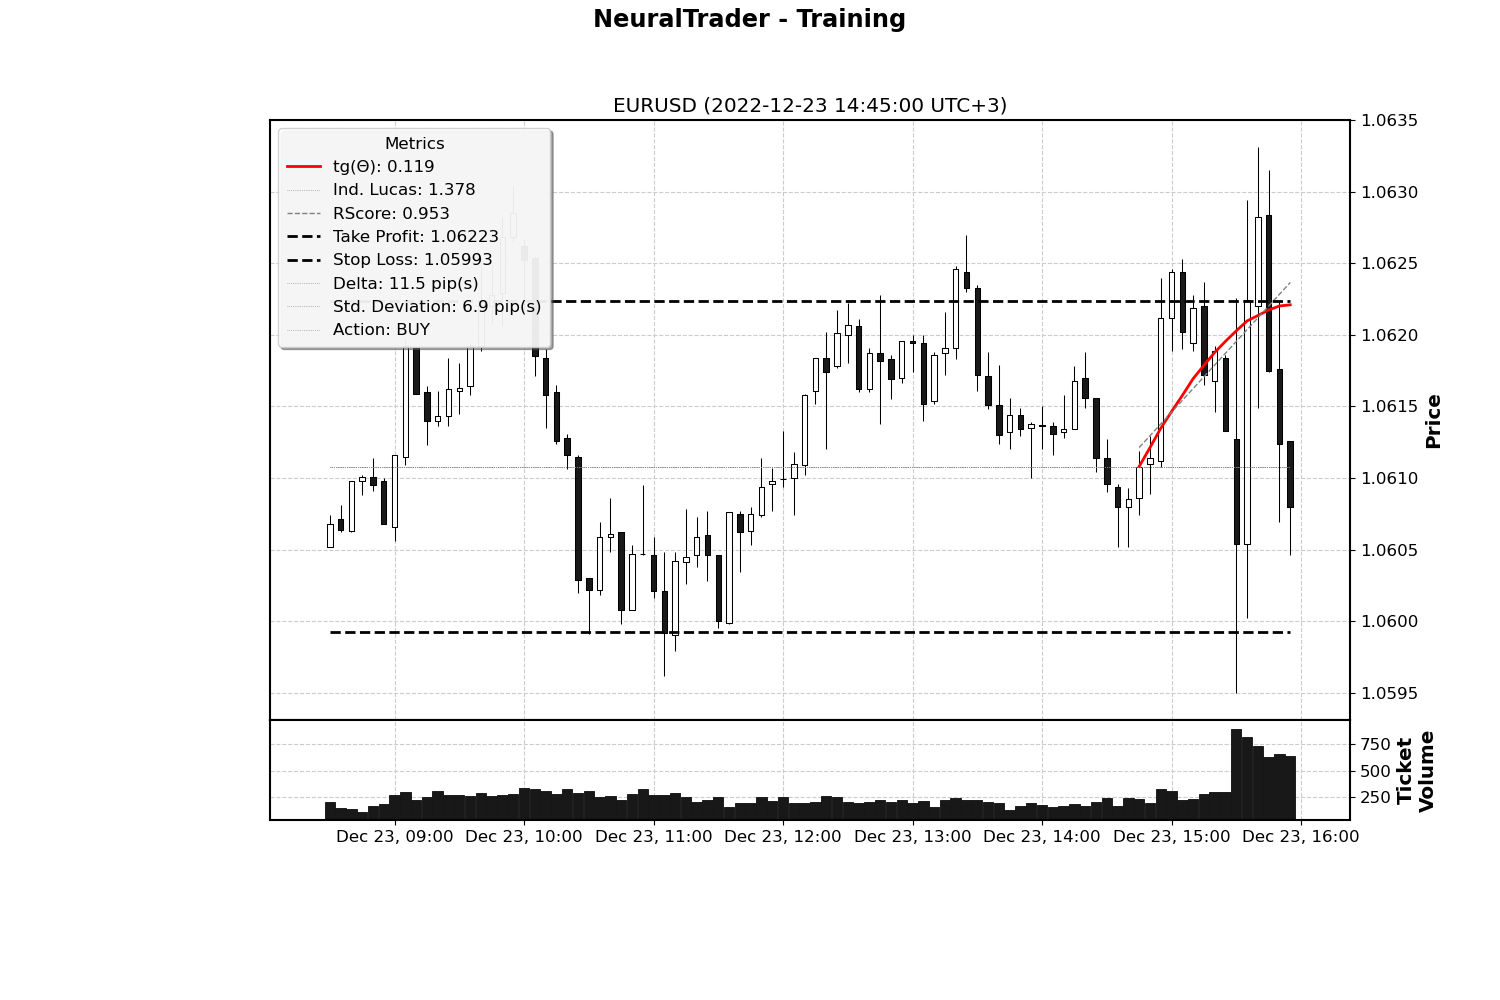 NeuralTrader - Training
EURUSD (2022-12-23 14:45:00 UTC+3)
Metrics
tg(Θ): 0.119
Ind. Lucas: 1.378
RScore: 0.953
Take Profit: 1.06223
Stop Loss: 1.05993
Delta: 11.5 pip(s)
Std. Deviation: 6.9 pip(s)
Action: BUY
1.0635
1.0630
1.0625
1.0620
1.0615
1.0610
1.0605
1.0600
1.0595
Price
750
500
250
Ticket
Volume
Dec 23, 09:00 Dec 23, 10:00 Dec 23, 11:00 Dec 23, 12:00 Dec 23, 13:00 Dec 23, 14:00 Dec 23, 15:00 Dec 23, 16:00